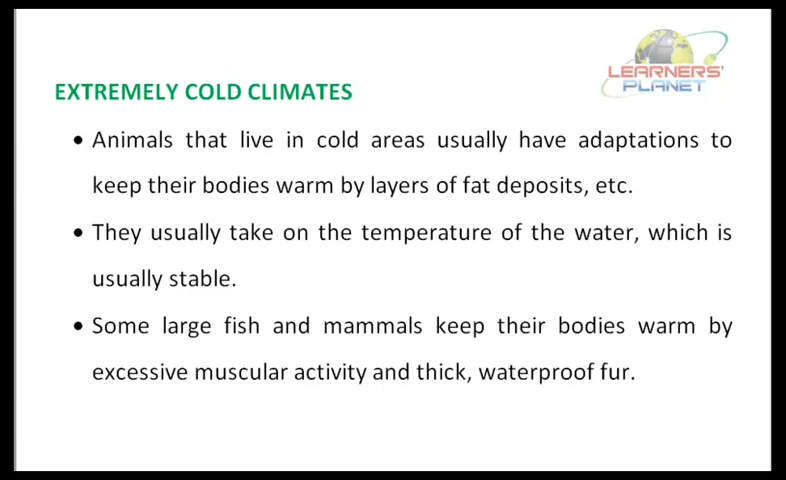 LEARNERS'
PLANET
EXTREMELY COLD CLIMATES
• Animals that live in cold areas usually have adaptations to
keep their bodies warm by layers of fat deposits, etc.
• They usually take on the temperature of the water, which is
usually stable.
• Some large fish and mammals keep their bodies warm by
excessive muscular activity and thick, waterproof fur.